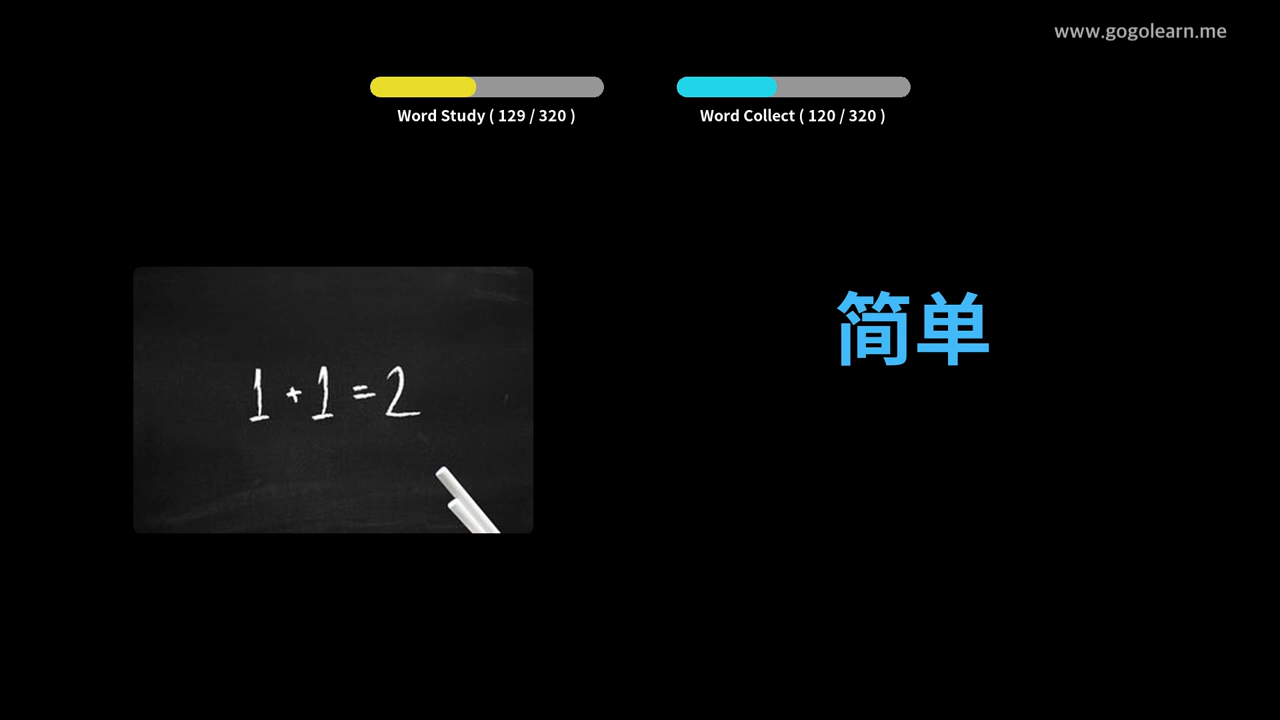 www.gogolearn.me
Word Study ( 129 / 320 )
Word Collect ( 120 / 320 )
简单
1 + 1 = 2